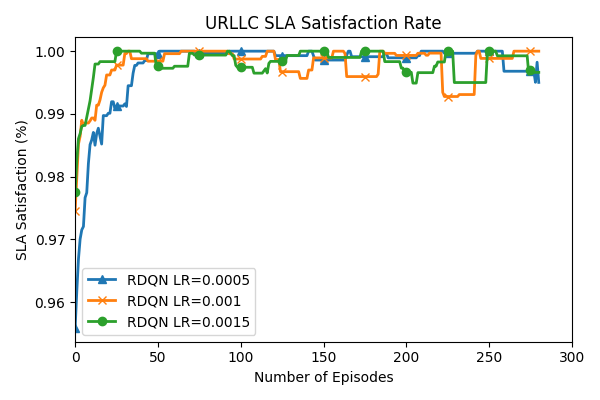 URLLC SLA Satisfaction Rate
SLA Satisfaction (%)
1.00
0.99
0.98
0.97
0.96
RDQN LR=0.0005
RDQN LR=0.001
RDQN LR=0.0015
0 50 100 150 200 250 300
Number of Episodes